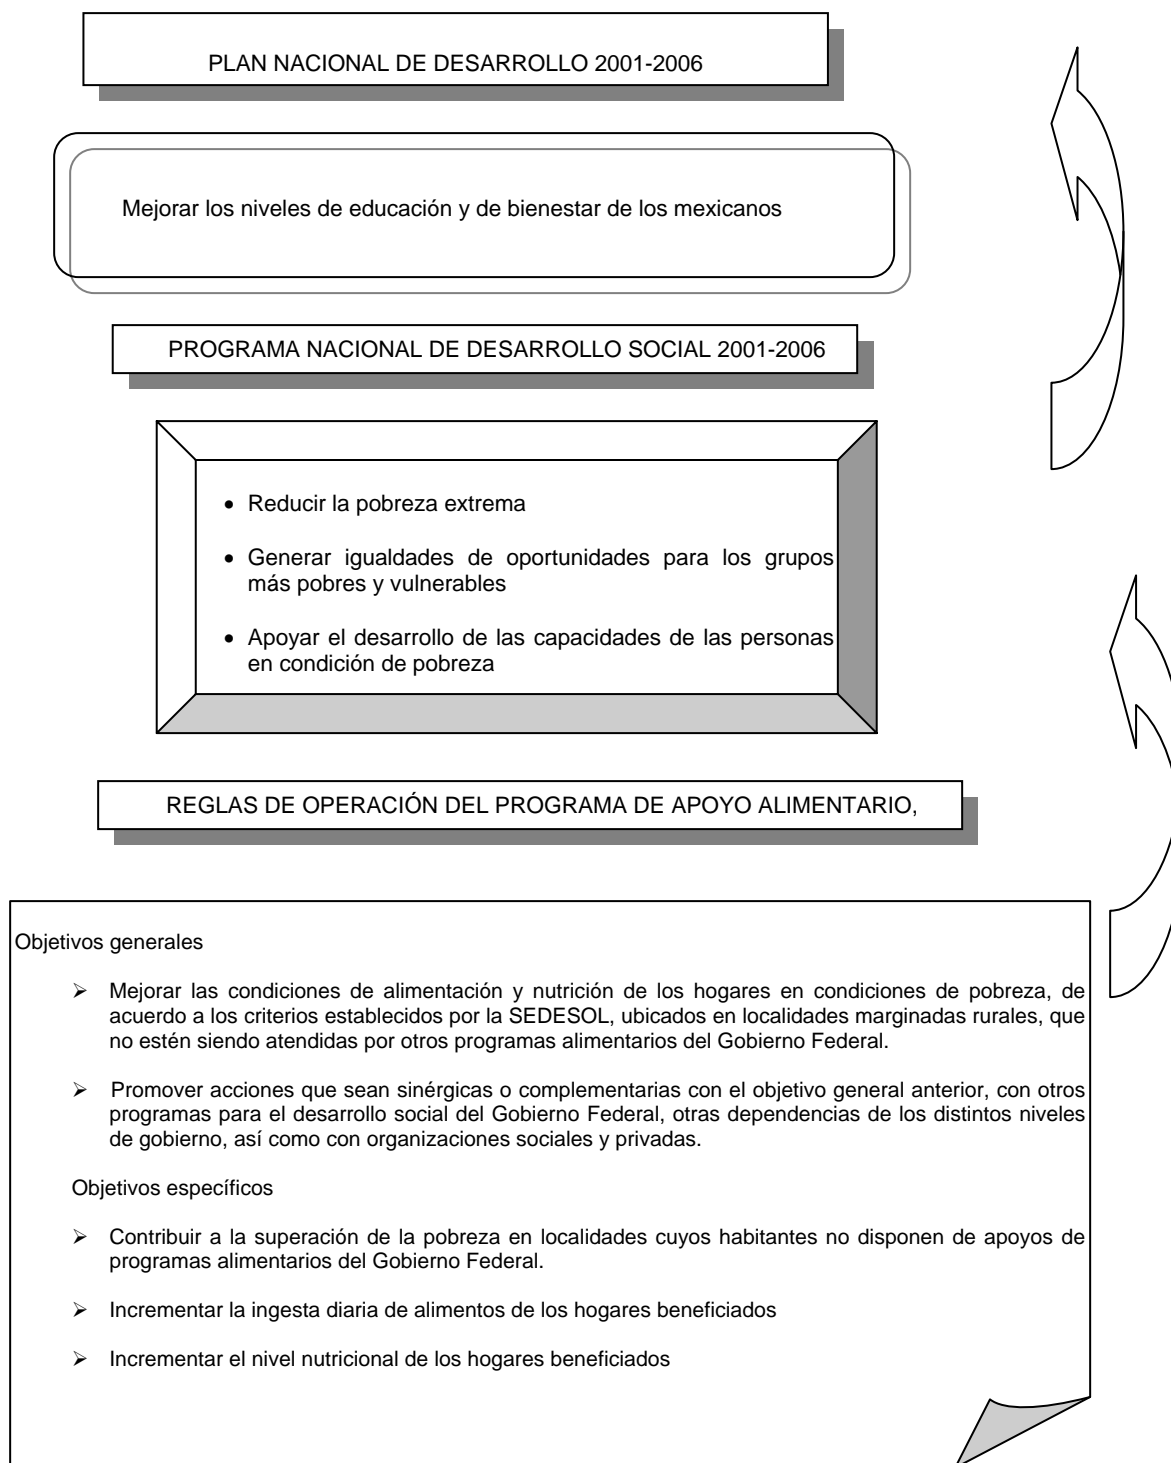 PLAN NACIONAL DE DESARROLLO 2001-2006
Mejorar los niveles de educación y de bienestar de los mexicanos
PROGRAMA NACIONAL DE DESARROLLO SOCIAL 2001-2006
• Reducir la pobreza extrema
• Generar igualdades de oportunidades para los grupos
más pobres y vulnerables
• Apoyar el desarrollo de las capacidades de las personas
en condición de pobreza
REGLAS DE OPERACIÓN DEL PROGRAMA DE APOYO ALIMENTARIO,
Objetivos generales
➢ Mejorar las condiciones de alimentación y nutrición de los hogares en condiciones de pobreza, de
acuerdo a los criterios establecidos por la SEDESOL, ubicados en localidades marginadas rurales, que
no estén siendo atendidas por otros programas alimentarios del Gobierno Federal.
➢ Promover acciones que sean sinérgicas o complementarias con el objetivo general anterior, con otros
programas para el desarrollo social del Gobierno Federal, otras dependencias de los distintos niveles
de gobierno, así como con organizaciones sociales y privadas.
Objetivos específicos
➢ Contribuir a la superación de la pobreza en localidades cuyos habitantes no disponen de apoyos de
programas alimentarios del Gobierno Federal.
➢ Incrementar la ingesta diaria de alimentos de los hogares beneficiados
➢ Incrementar el nivel nutricional de los hogares beneficiados